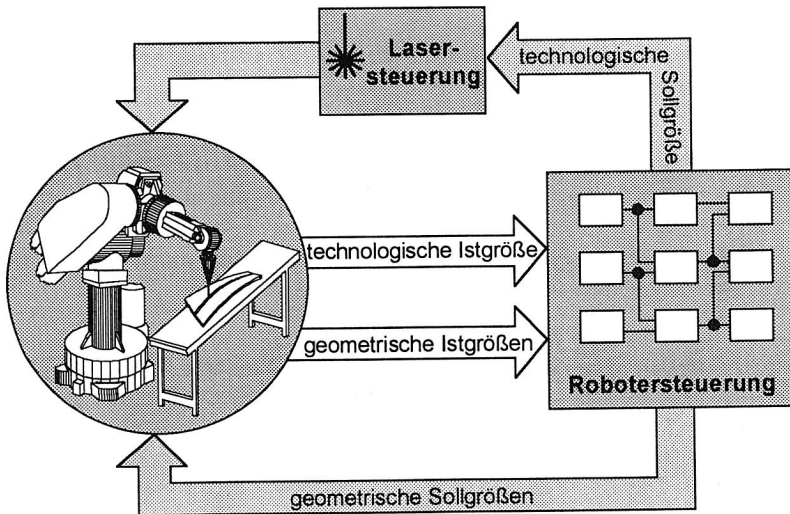 Laser-
steuerung
technologische
Sollgröße
technologische Istgröße
geometrische Istgrößen
Robotersteuerung
geometrische Sollgrößen